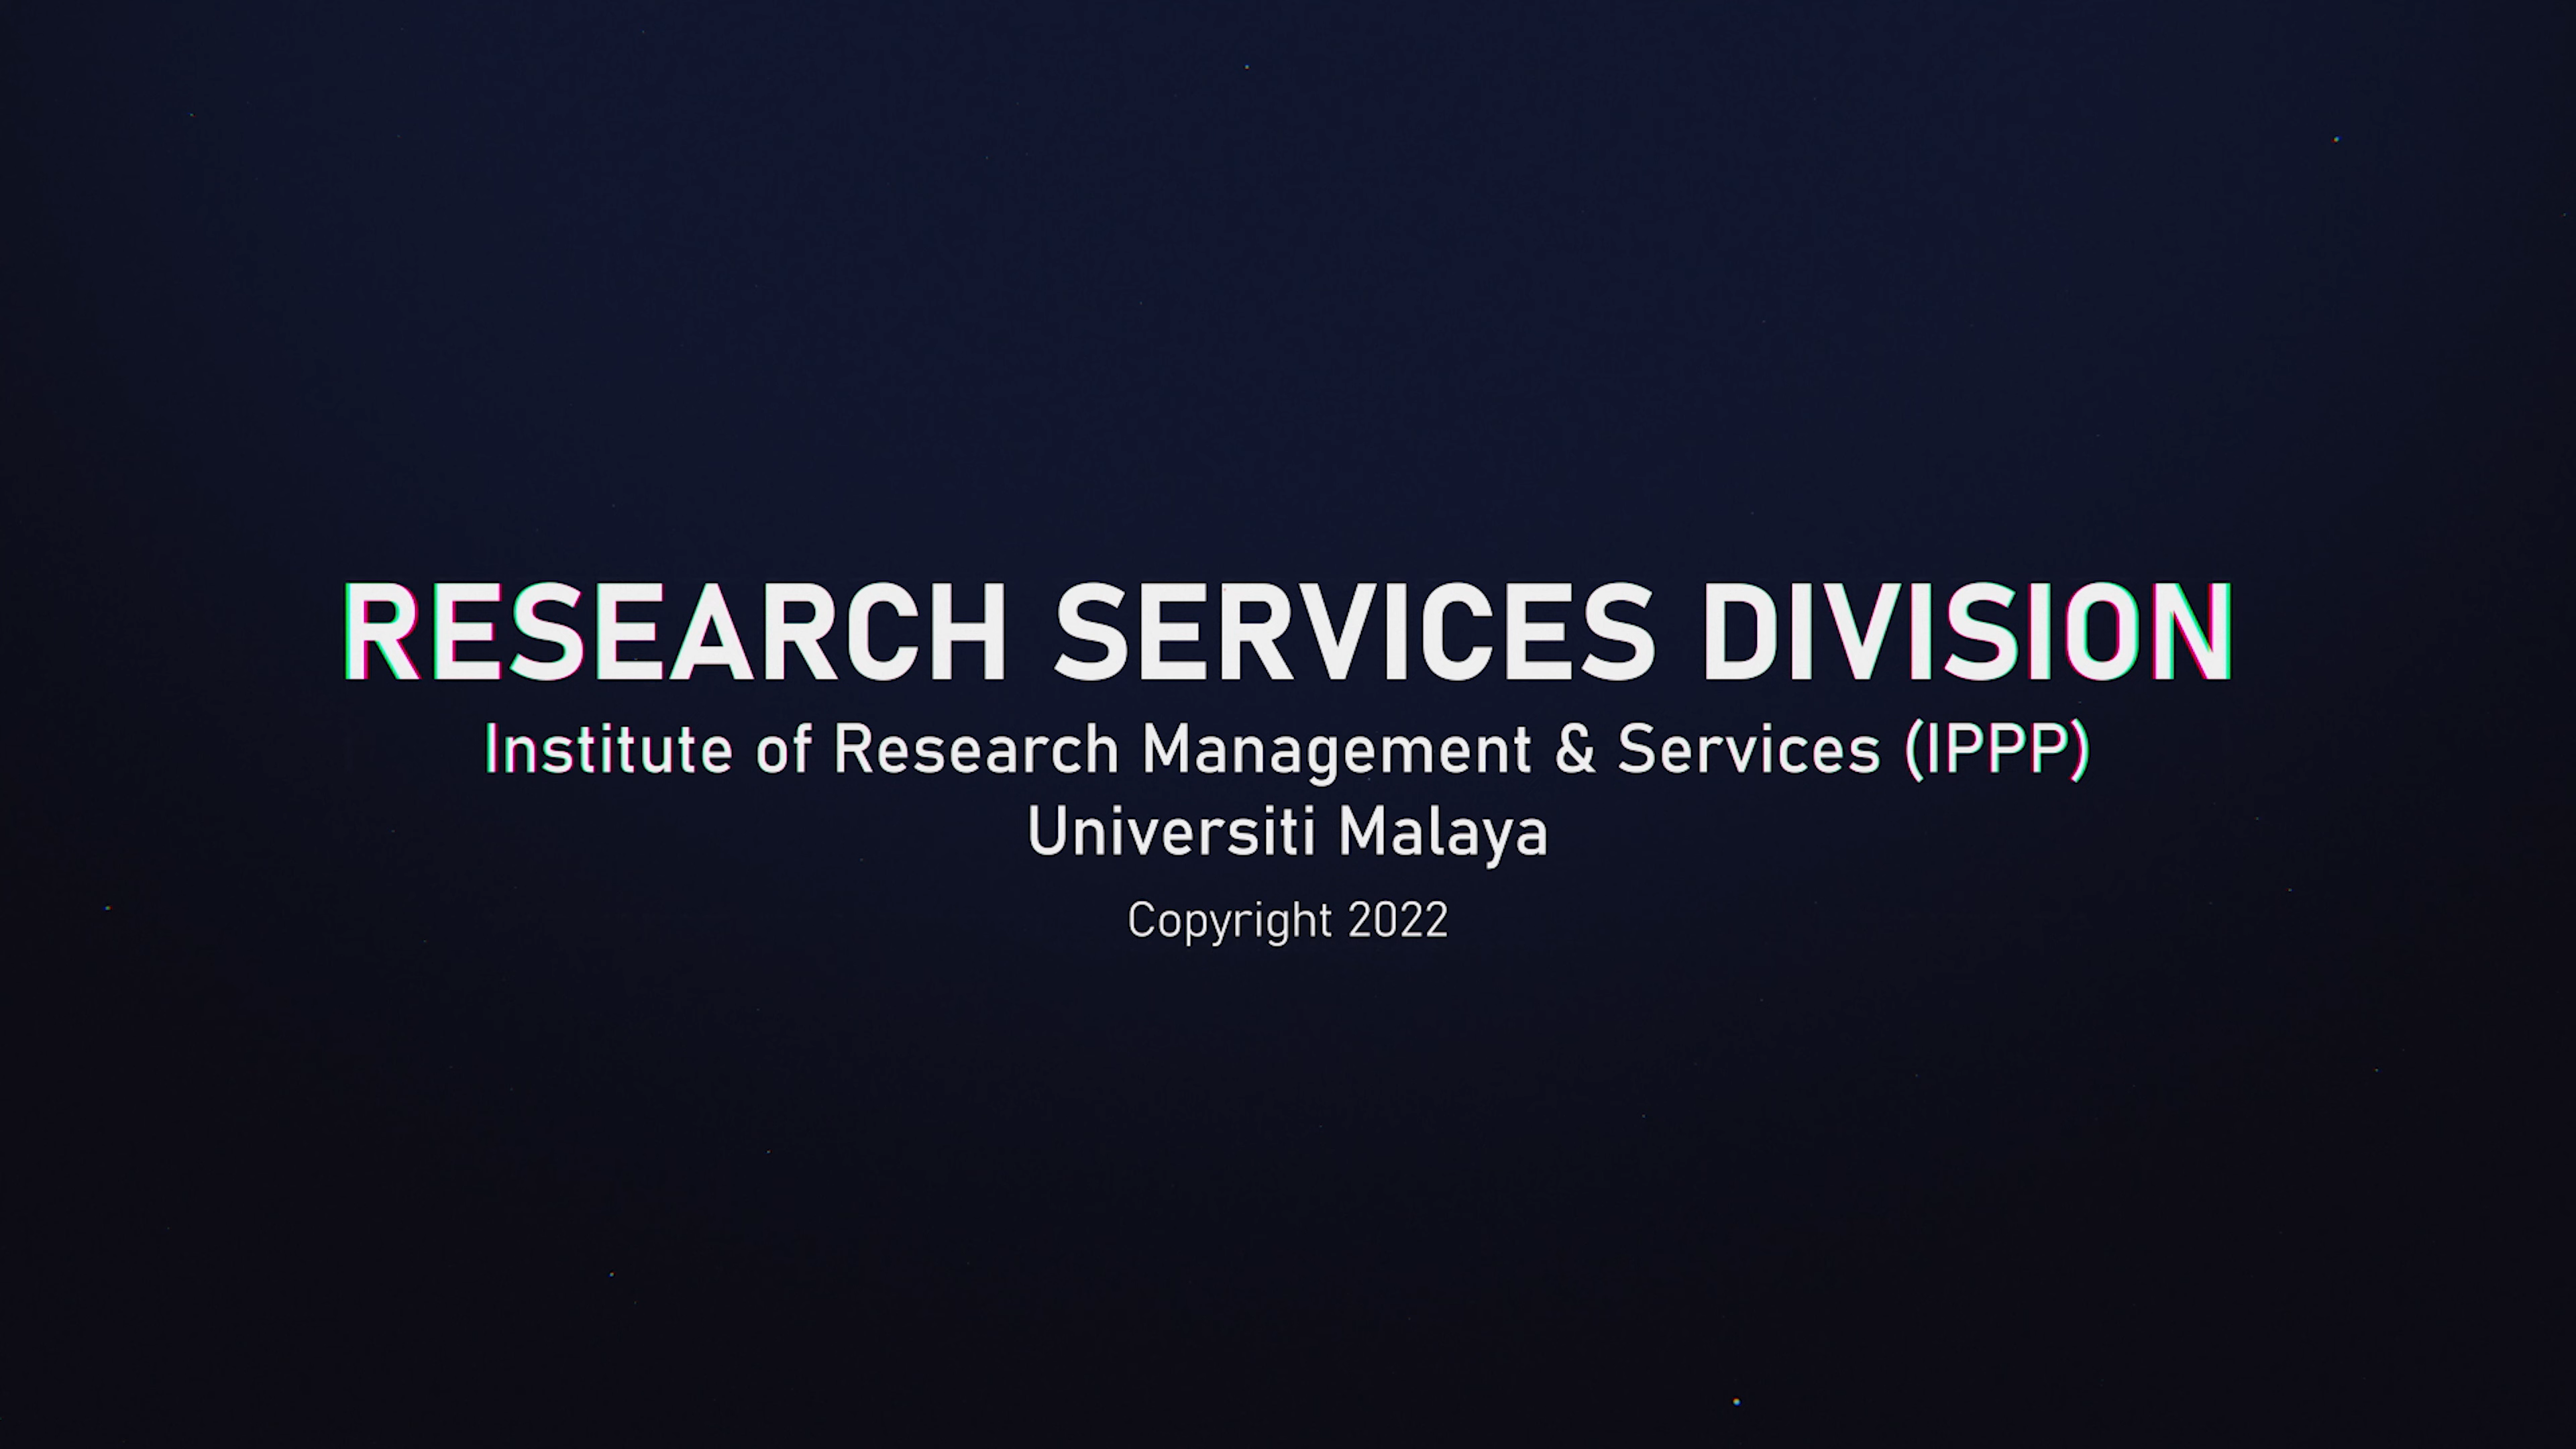 RESEARCH SERVICES DIVISION
Institute of Research Management & Services (IPPP)
Universiti Malaya
Copyright 2022